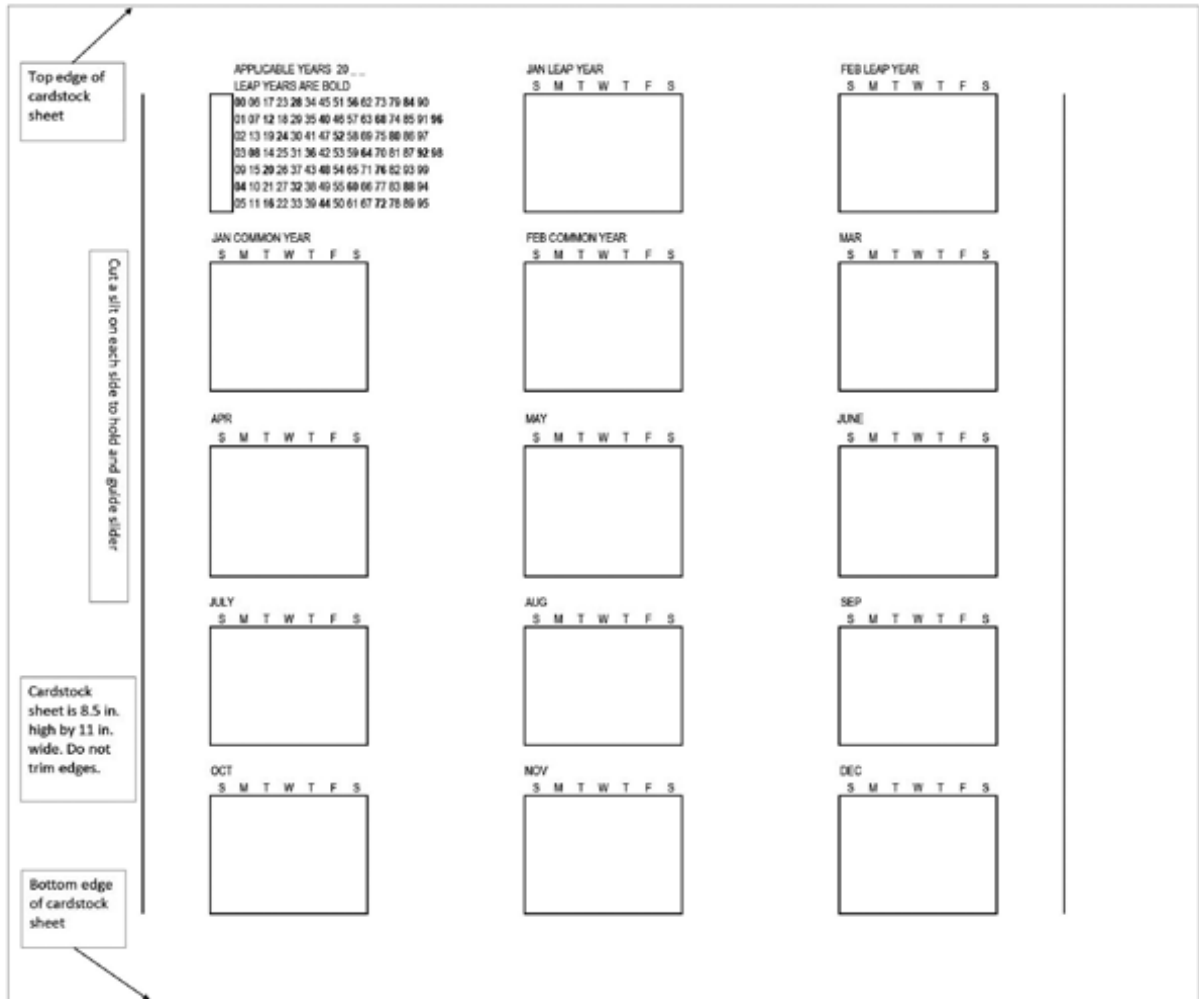 Top edge of
cardstock
sheet
APPLICABLE YEARS 20 _ _
LEAP YEARS ARE BOLD
00 06 17 23 28 34 45 51 56 62 73 79 84 90
01 07 12 18 29 35 40 46 57 63 68 74 85 91 96
02 13 19 24 30 41 47 52 58 69 75 80 86 97
03 08 14 25 31 36 42 53 59 64 70 81 87 92 98
09 15 20 26 37 43 48 54 65 71 76 82 93 99
04 10 21 27 32 38 49 55 60 66 77 83 88 94
05 11 16 22 33 39 44 50 61 67 72 78 89 95
JAN LEAP YEAR
S M T W T F S
FEB LEAP YEAR
S M T W T F S
Cut a slit on each side to hold and guide slider
JAN COMMON YEAR
S M T W T F S
FEB COMMON YEAR
S M T W T F S
MAR
S M T W T F S
APR
S M T W T F S
MAY
S M T W T F S
JUNE
S M T W T F S
JULY
S M T W T F S
AUG
S M T W T F S
SEP
S M T W T F S
Cardstock
sheet is 8.5 in.
high by 11 in.
wide. Do not
trim edges.
OCT
S M T W T F S
NOV
S M T W T F S
DEC
S M T W T F S
Bottom edge
of cardstock
sheet